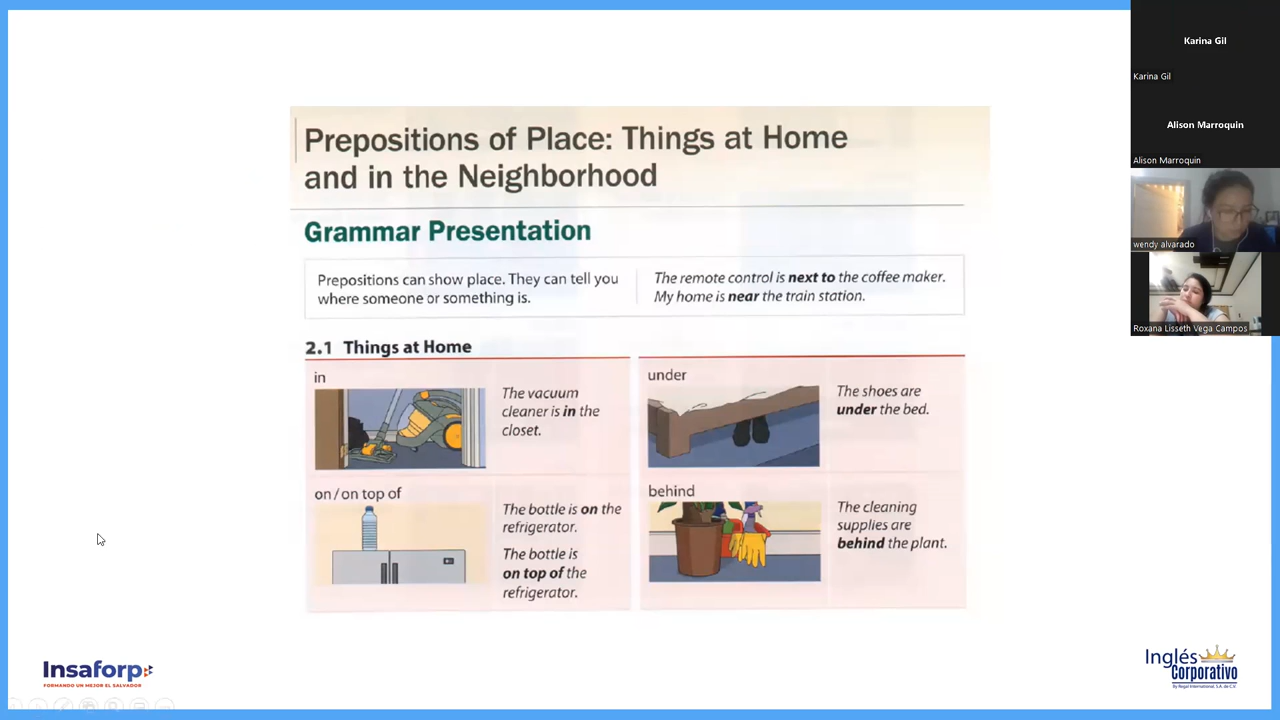 Prepositions of Place: Things at Home
and in the Neighborhood
Grammar Presentation
Prepositions can show place. They can tell you
where someone or something is.
The remote control is next to the coffee maker.
My home is near the train station.
2.1 Things at Home
in
The vacuum
cleaner is in the
closet.
under
The shoes are
under the bed.
on/on top of
The bottle is on the
refrigerator.
The bottle is
on top of the
refrigerator.
behind
The cleaning
supplies are
behind the plant.
Insaforp
FORMANDO UN MEJOR EL SALVADOR
Inglés
Corporativo
By Regal International, S.A. de C.V.
Karina Gil
Karina Gil
Alison Marroquin
Alison Marroquin
wendy alvarado
Roxana Lisseth Vega Campos